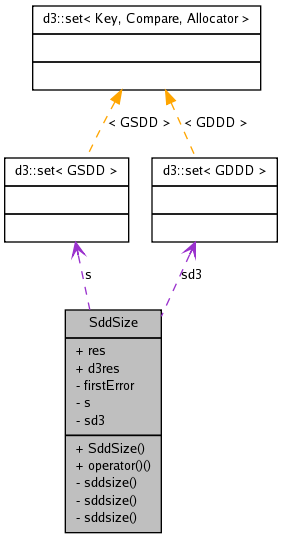 d3::set< Key, Compare, Allocator >
< GSDD >
< GDDD >
d3::set< GSDD >
d3::set< GDDD >
s
sd3
SddSize
+ res
+ d3res
- firstError
- s
- sd3
+ SddSize()
+ operator()()
- sddsize()
- sddsize()
- sddsize()